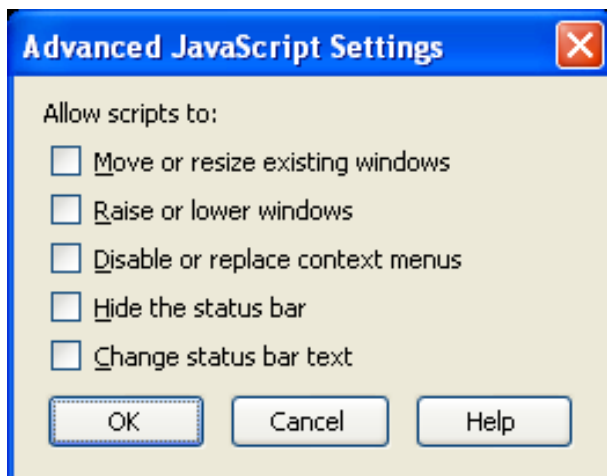 Advanced JavaScript Settings
Allow scripts to:
Move or resize existing windows
Raise or lower windows
Disable or replace context menus
Hide the status bar
Change status bar text
OK Cancel Help